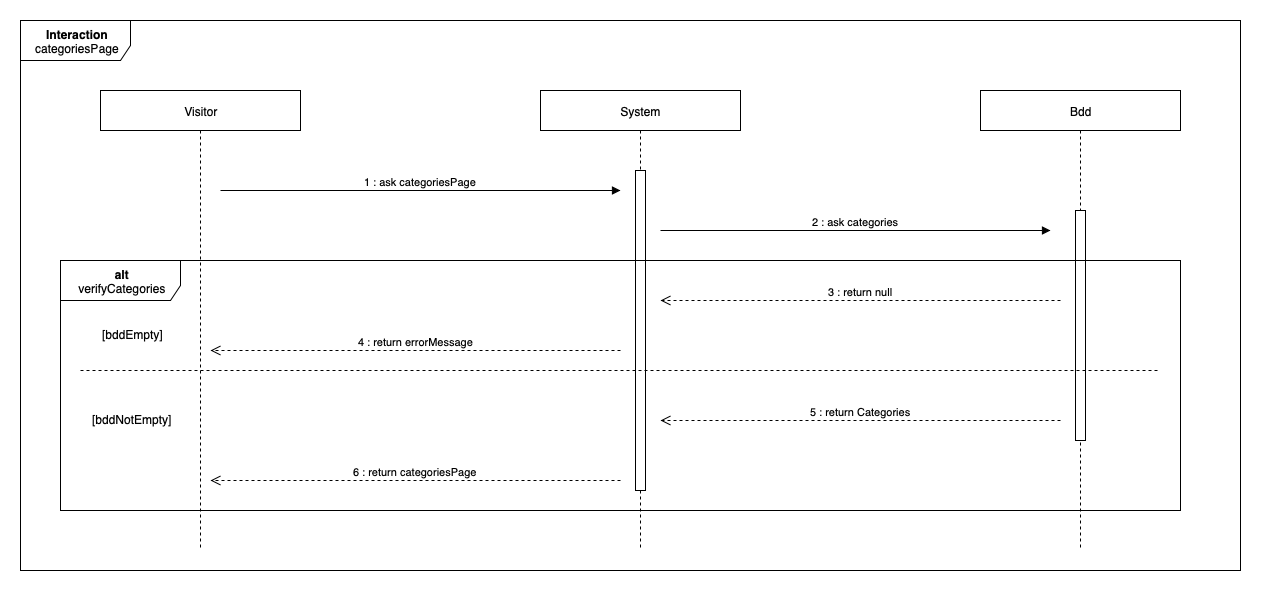 Interaction
categoriesPage
Visitor
System
Bdd
1 : ask categoriesPage
2 : ask categories
alt
verifyCategories
3 : return null
[bddEmpty]
4 : return errorMessage
5 : return Categories
[bddNotEmpty]
6 : return categoriesPage